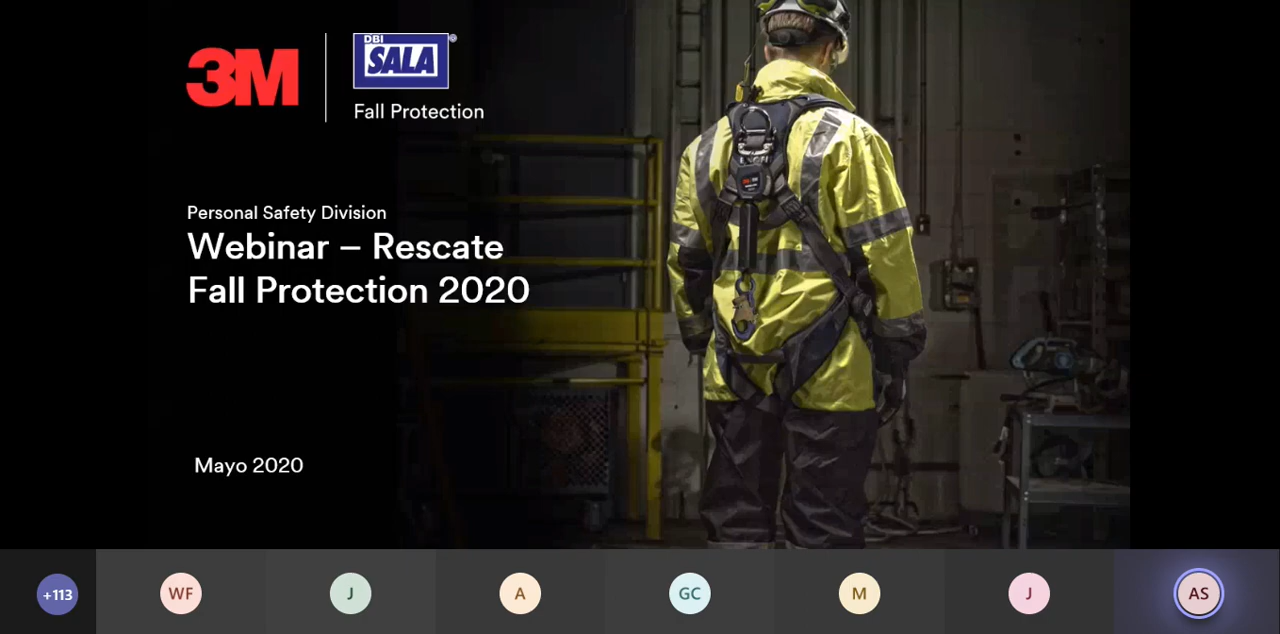 3M
DBI
SALA®
Fall Protection
Personal Safety Division
Webinar – Rescate
Fall Protection 2020
Mayo 2020
+113
WF
J
A
GC
M
J
AS